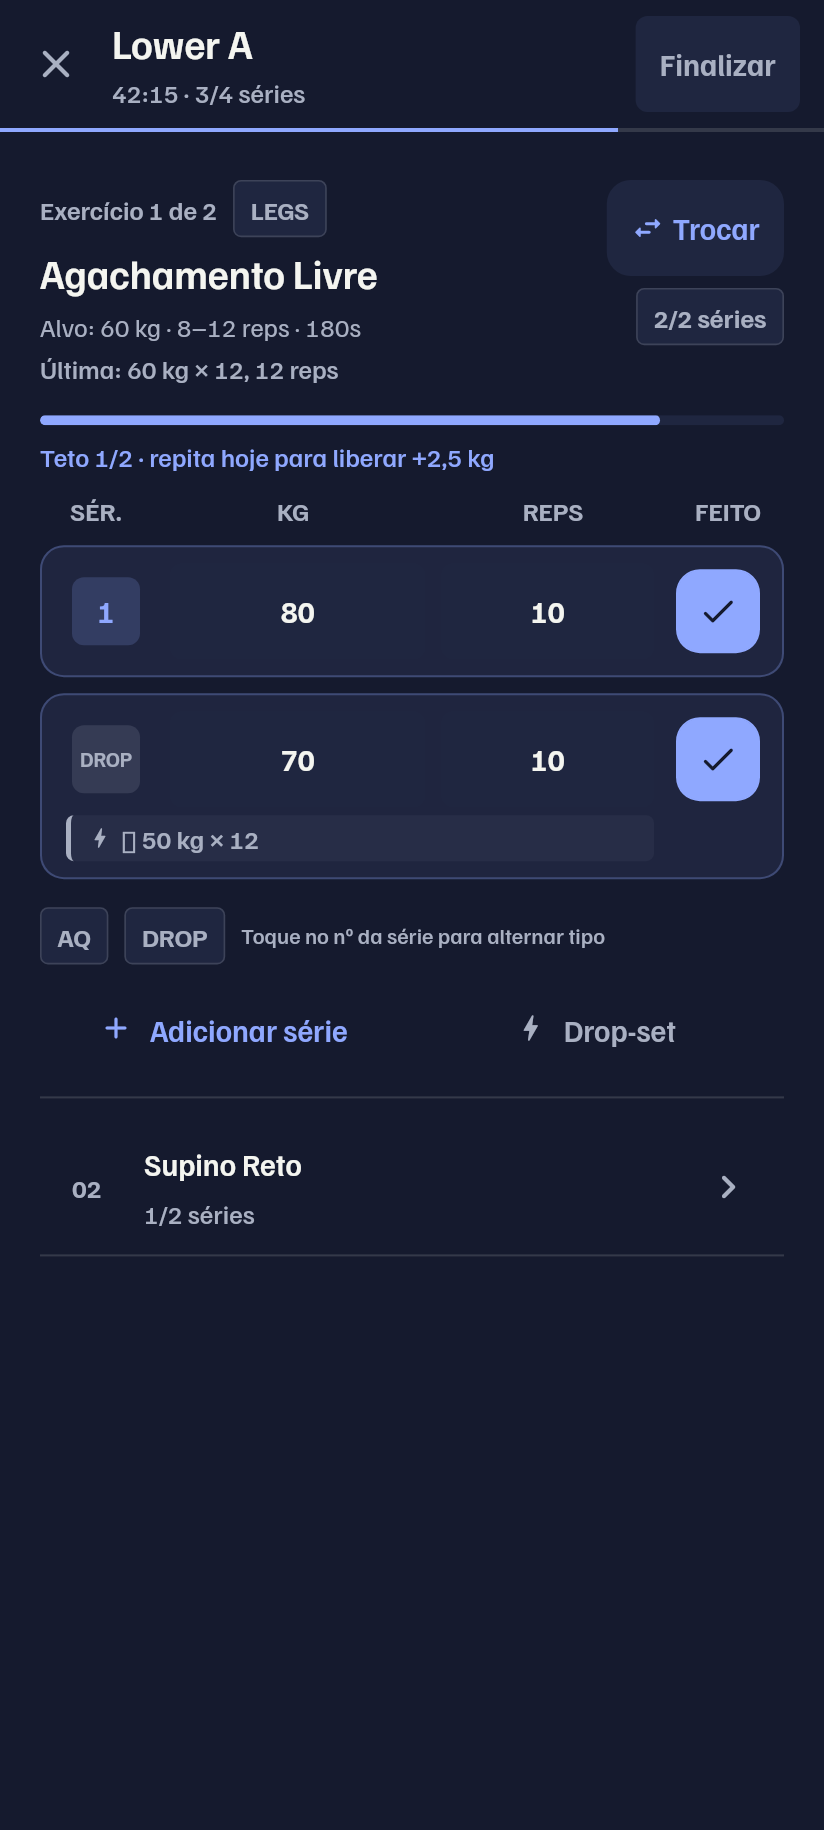 Lower A
42:15 · 3/4 séries
Finalizar
Exercício 1 de 2
LEGS
Trocar
Agachamento Livre
2/2 séries
Alvo: 60 kg · 8–12 reps · 180s
Última: 60 kg × 12, 12 reps
Teto 1/2 · repita hoje para liberar +2,5 kg
SÉR. KG REPS FEITO
1 80 10
DROP 70 10
50 kg × 12
AQ DROP Toque no nº da série para alternar tipo
+ Adicionar série
Drop-set
02
Supino Reto
1/2 séries